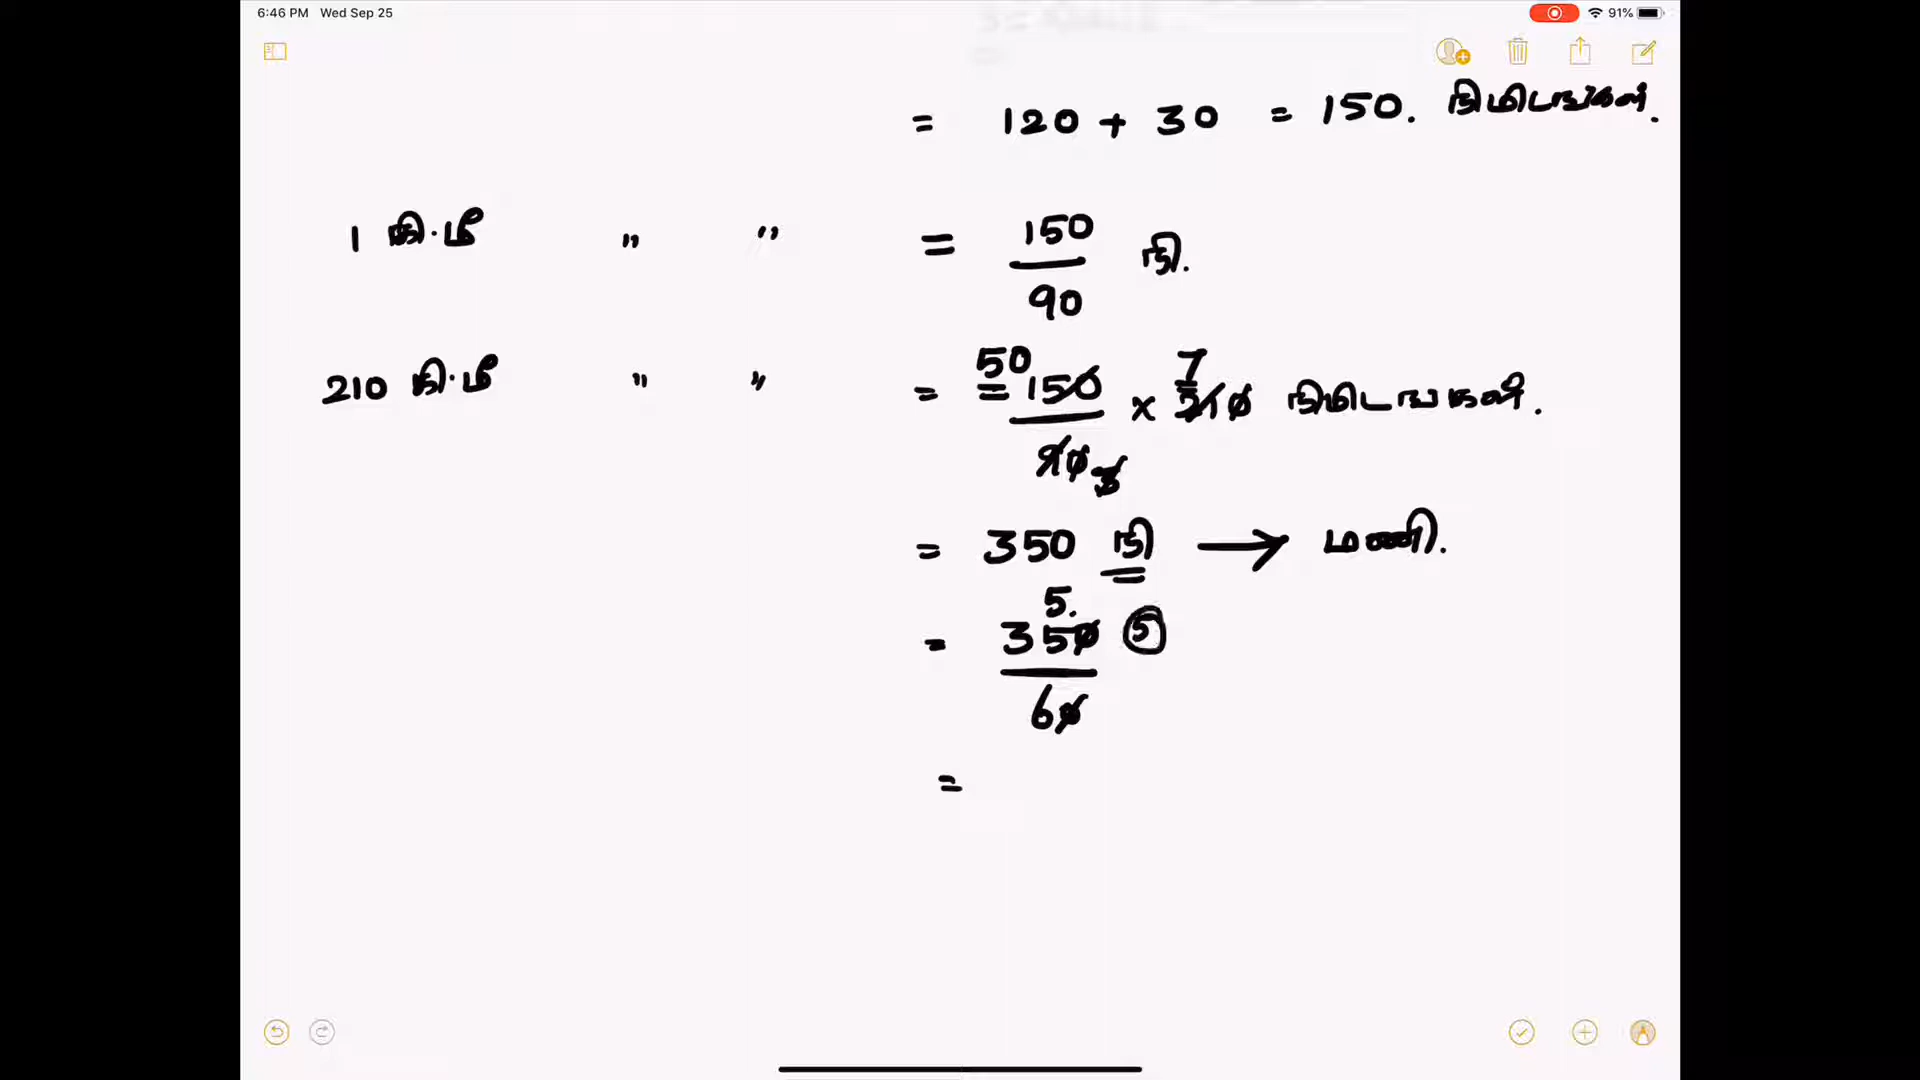 6:46 PM Wed Sep 25 91%
= 120 + 30 = 150. நிமிடங்கள்.
1 கி.மீ " " = 150/90 நி.
210 கி.மீ " " = 50 150/90 3 x 7 210 நிமிடங்கள்.
= 350 நி → மணி.
= 5. 350/60 5
=